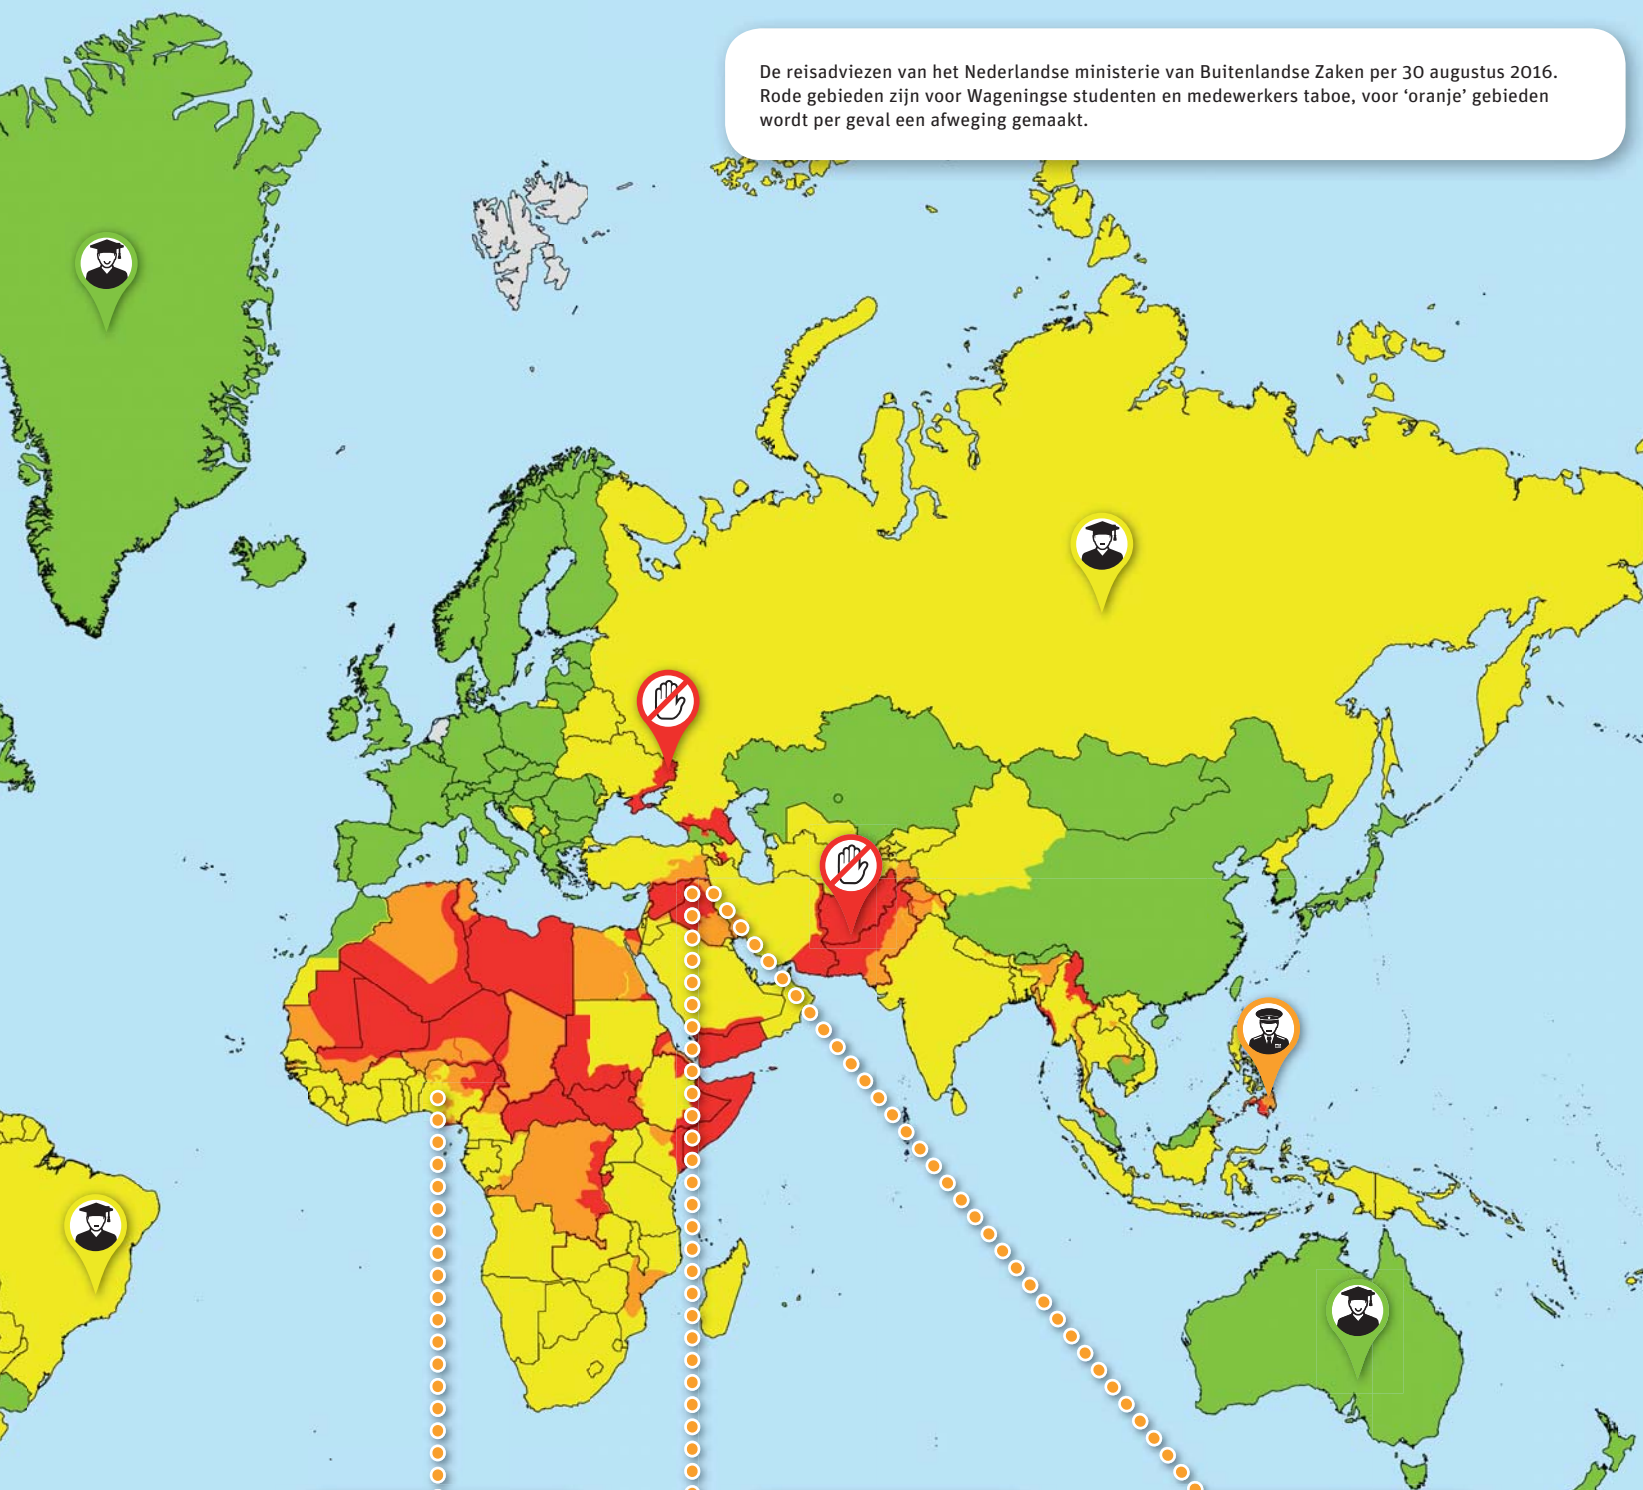 De reisadviezen van het Nederlandse ministerie van Buitenlandse Zaken per 30 augustus 2016.
Rode gebieden zijn voor Wageningse studenten en medewerkers taboe, voor ‘oranje’ gebieden
wordt per geval een afweging gemaakt.